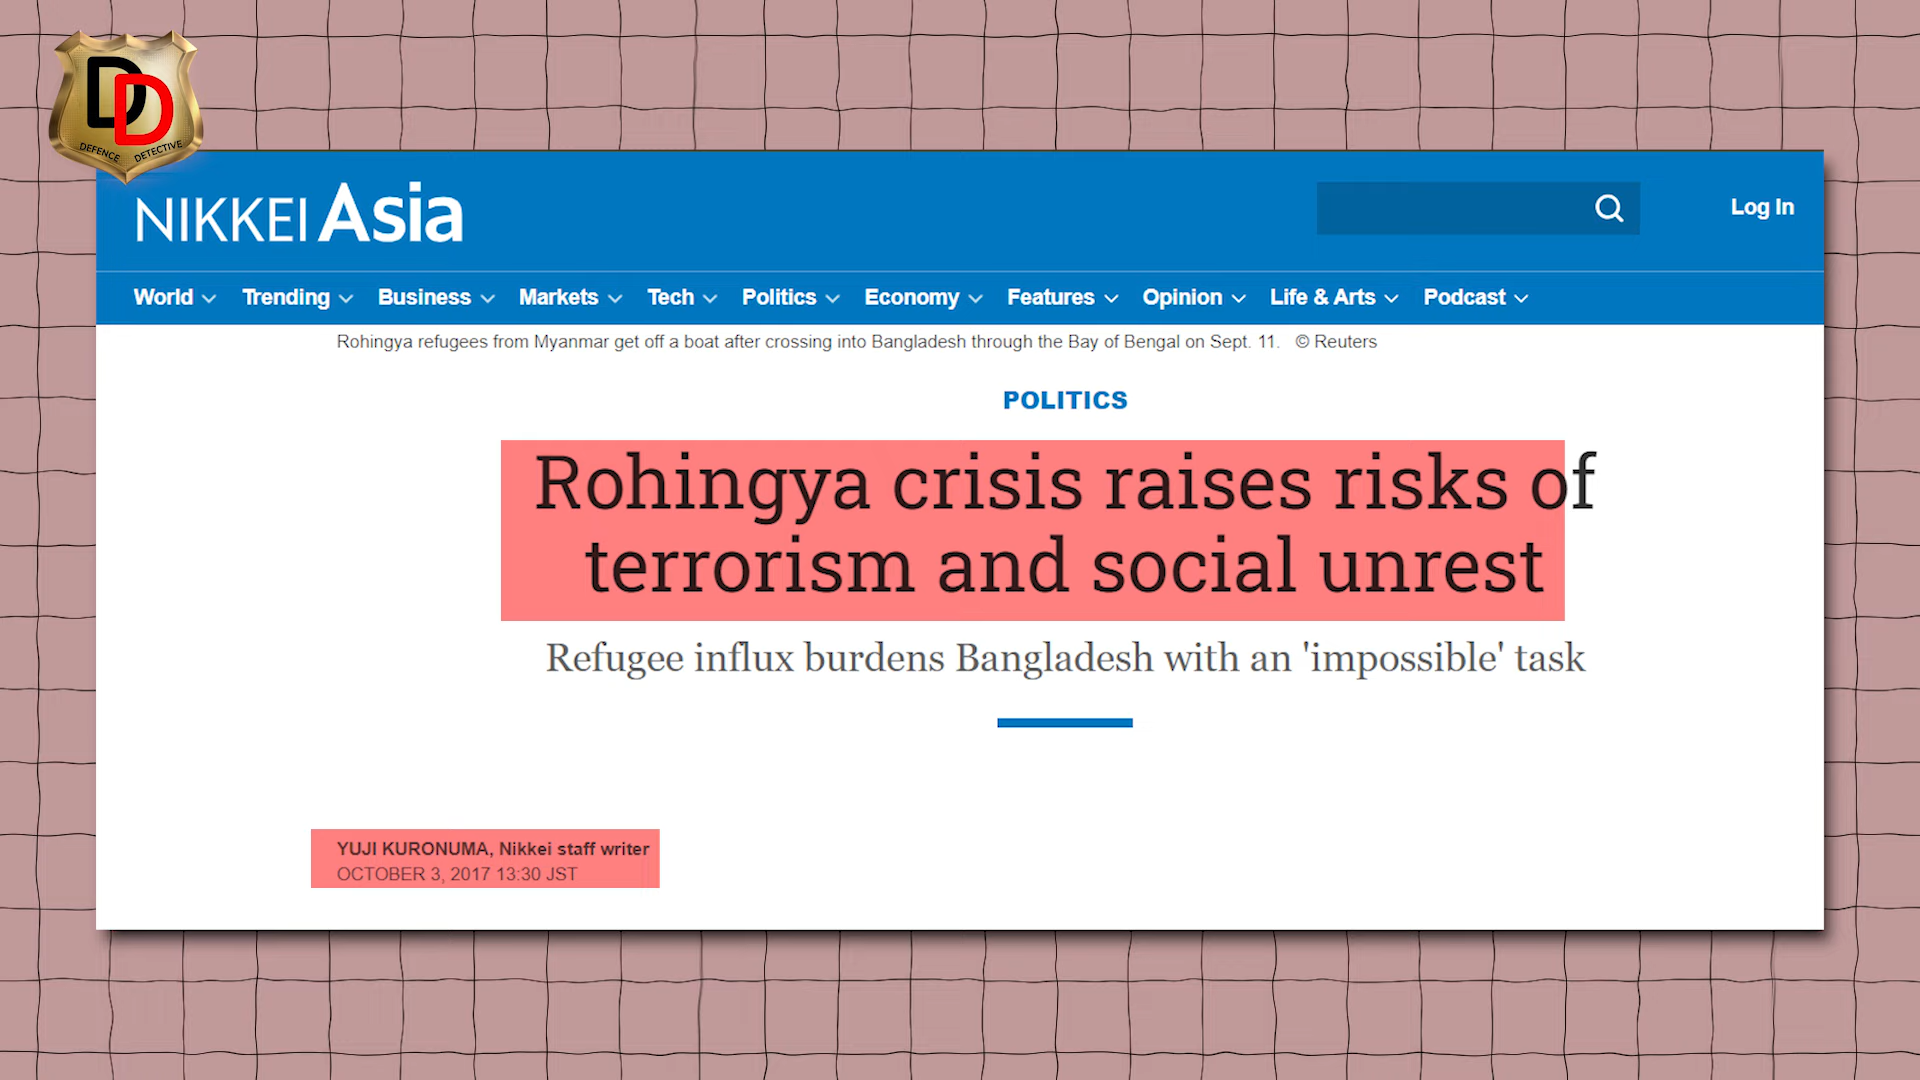 DD
DEFENCE DETECTIVE
NIKKEI Asia
Log In
World Trending Business Markets Tech Politics Economy Features Opinion Life & Arts Podcast
Rohingya refugees from Myanmar get off a boat after crossing into Bangladesh through the Bay of Bengal on Sept. 11. © Reuters
POLITICS
Rohingya crisis raises risks of
terrorism and social unrest
Refugee influx burdens Bangladesh with an 'impossible' task
YUJI KURONUMA, Nikkei staff writer
OCTOBER 3, 2017 13:30 JST